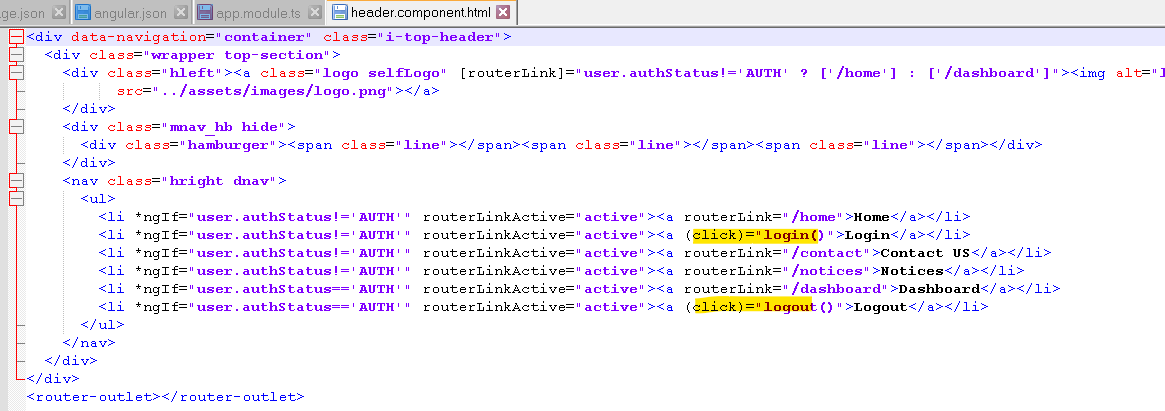 ge.json angular.json app.module.ts header.component.html
<div data-navigation="container" class="i-top-header">
<div class="wrapper top-section">
<div class="hleft"><a class="logo selfLogo" [routerLink]="user.authStatus!='AUTH' ? ['/home'] : ['/dashboard']"><img alt="l
src="../assets/images/logo.png"></a>
</div>
<div class="mnav_hb hide">
<div class="hamburger"><span class="line"></span><span class="line"></span><span class="line"></span></div>
</div>
<nav class="hright dnav">
<ul>
<li *ngIf="user.authStatus!='AUTH'" routerLinkActive="active"><a routerLink="/home">Home</a></li>
<li *ngIf="user.authStatus!='AUTH'" routerLinkActive="active"><a (click)="login()">Login</a></li>
<li *ngIf="user.authStatus!='AUTH'" routerLinkActive="active"><a routerLink="/contact">Contact US</a></li>
<li *ngIf="user.authStatus!='AUTH'" routerLinkActive="active"><a routerLink="/notices">Notices</a></li>
<li *ngIf="user.authStatus=='AUTH'" routerLinkActive="active"><a routerLink="/dashboard">Dashboard</a></li>
<li *ngIf="user.authStatus=='AUTH'" routerLinkActive="active"><a (click)="logout()">Logout</a></li>
</ul>
</nav>
</div>
</div>
<router-outlet></router-outlet>